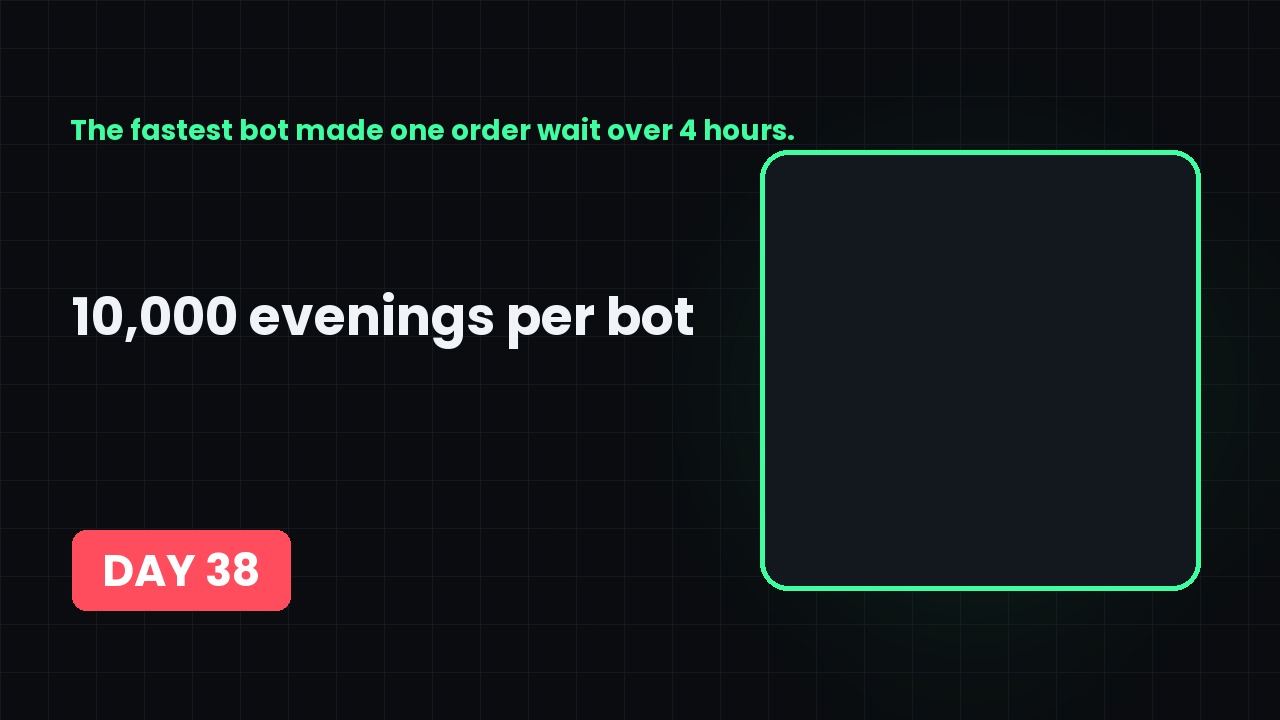 The fastest bot made one order wait over 4 hours.
10,000 evenings per bot
DAY 38